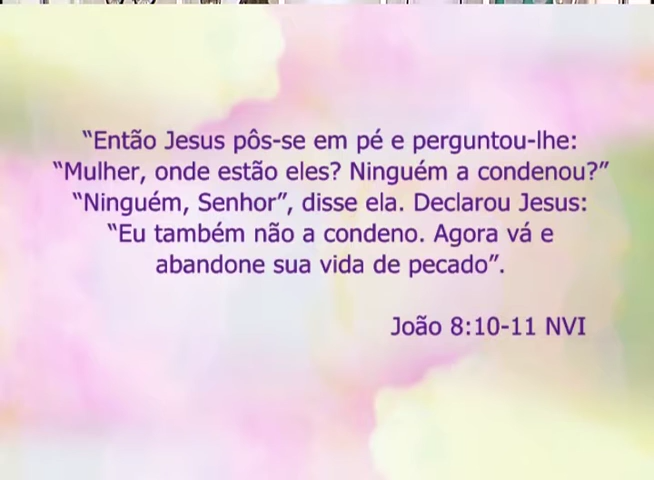 “Então Jesus pôs-se em pé e perguntou-lhe:
“Mulher, onde estão eles? Ninguém a condenou?”
“Ninguém, Senhor”, disse ela. Declarou Jesus:
“Eu também não a condeno. Agora vá e
abandone sua vida de pecado”.
João 8:10-11 NVI